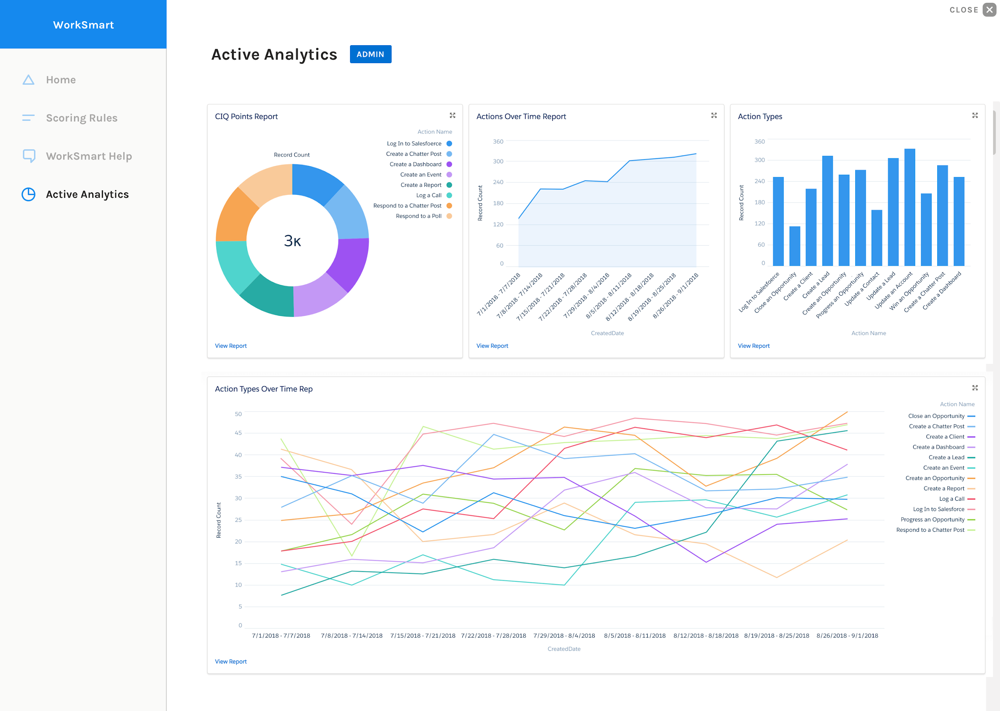 CLOSE
WorkSmart
Home
Scoring Rules
WorkSmart Help
Active Analytics
Active Analytics
ADMIN
CIQ Points Report
Action Name
Log In to Salesfoerce
Create a Chatter Post
Create a Dashboard
Create an Event
Create a Report
Log a Call
Respond to a Chatter Post
Respond to a Poll
Record Count
3K
View Report
Actions Over Time Report
360
300
240
180
120
60
0
Record Count
7/1/2018 - 7/7/2018
7/8/2018 - 7/14/2018
7/15/2018 - 7/21/2018
7/22/2018 - 7/28/2018
7/29/2018 - 8/4/2018
8/5/2018 - 8/11/2018
8/12/2018 - 8/18/2018
8/19/2018 - 8/25/2018
8/26/2018 - 9/1/2018
CreatedDate
View Report
Action Types
360
300
240
180
120
60
0
Record Count
Log In to Salesfoerce
Close an Opportunity
Create a Client
Create a Lead
Create an Opportunity
Progress an Opportunity
Update a Contact
Update a Lead
Update an Account
Win an Opportunity
Create a Chatter Post
Create a Dashboard
Action Name
View Report
Action Types Over Time Rep
50
45
40
35
30
25
20
15
10
5
0
Record Count
7/1/2018 - 7/7/2018
7/8/2018 - 7/14/2018
7/15/2018 - 7/21/2018
7/22/2018 - 7/28/2018
7/29/2018 - 8/4/2018
8/5/2018 - 8/11/2018
8/12/2018 - 8/18/2018
8/19/2018 - 8/25/2018
8/26/2018 - 9/1/2018
CreatedDate
Action Name
Close an Opportunity
Create a Chatter Post
Create a Client
Create a Dashboard
Create a Lead
Create an Event
Create an Opportunity
Create a Report
Log a Call
Log In to Salesforce
Progress an Opportunity
Respond to a Chatter Post
View Report